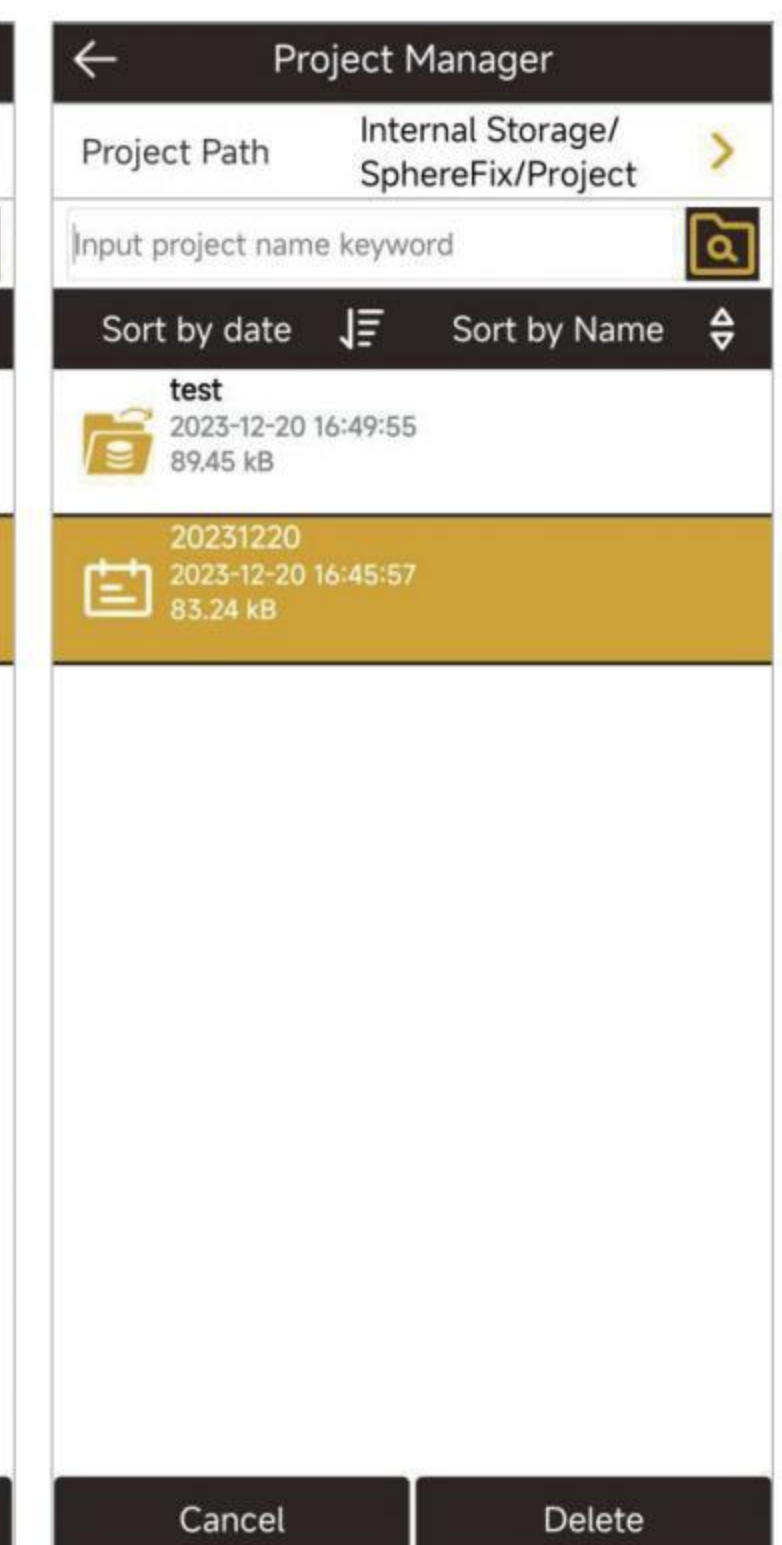 Project Manager
Project Path
Internal Storage/
SphereFix/Project
Input project name keyword
Sort by date Sort by Name
test
2023-12-20 16:49:55
89.45 kB
20231220
2023-12-20 16:45:57
83.24 kB
Cancel Delete